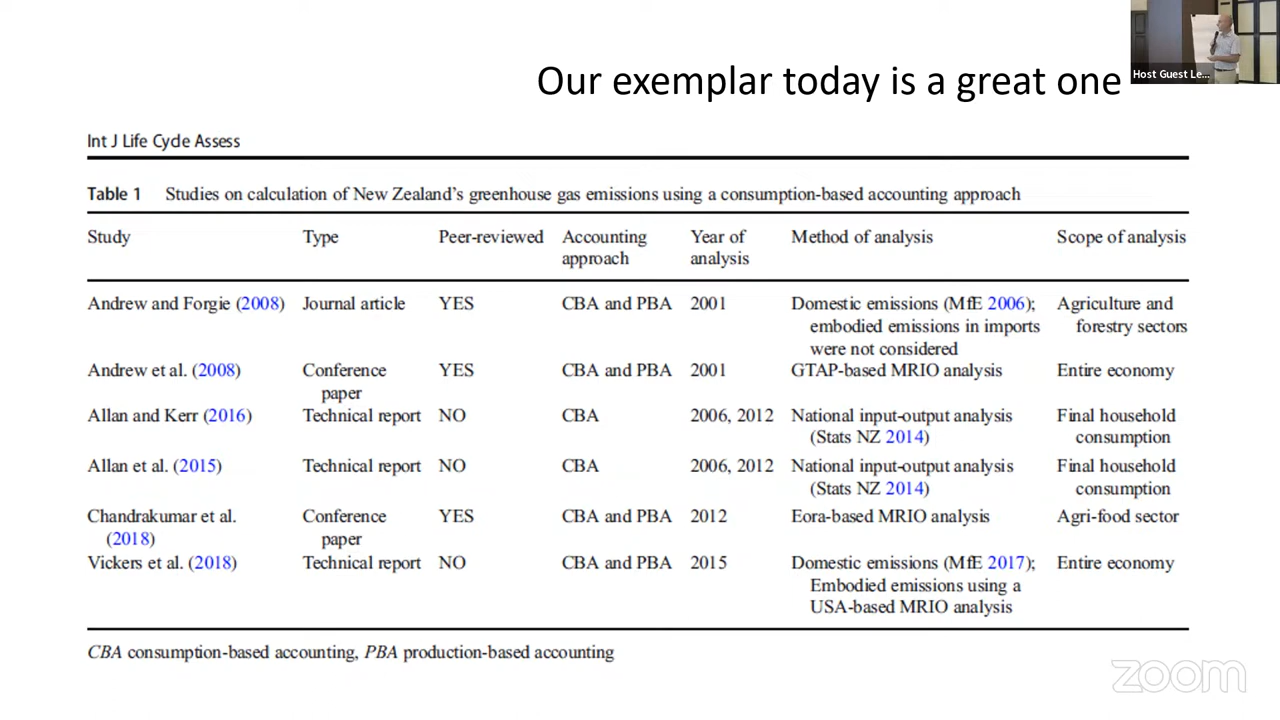 Our exemplar today is a great one
Host Guest Le...
Int J Life Cycle Assess
Table 1 Studies on calculation of New Zealand's greenhouse gas emissions using a consumption-based accounting approach
Study Type Peer-reviewed Accounting Year of Method of analysis Scope of analysis
approach analysis
Andrew and Forgie (2008) Journal article YES CBA and PBA 2001 Domestic emissions (MfE 2006); Agriculture and
embodied emissions in imports forestry sectors
were not considered
Andrew et al. (2008) Conference YES CBA and PBA 2001 GTAP-based MRIO analysis Entire economy
paper
Allan and Kerr (2016) Technical report NO CBA 2006, 2012 National input-output analysis Final household
(Stats NZ 2014) consumption
Allan et al. (2015) Technical report NO CBA 2006, 2012 National input-output analysis Final household
(Stats NZ 2014) consumption
Chandrakumar et al. Conference YES CBA and PBA 2012 Eora-based MRIO analysis Agri-food sector
(2018) paper
Vickers et al. (2018) Technical report NO CBA and PBA 2015 Domestic emissions (MfE 2017); Entire economy
Embodied emissions using a
USA-based MRIO analysis
CBA consumption-based accounting, PBA production-based accounting
zoom